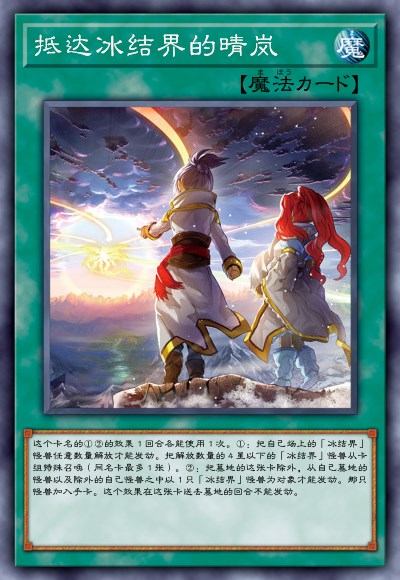 抵达冰结界的晴岚
魔
【魔法カード】
ま ほう
这个卡名的①②的效果1回合各能使用1次。①：把自己场上的「冰结界」
怪兽任意数量解放才能发动。把解放数量的4星以下的「冰结界」怪兽从卡
组特殊召唤（同名卡最多1张）。②：把墓地的这张卡除外，从自己墓地的
怪兽以及除外的自己怪兽之中以1只「冰结界」怪兽为对象才能发动。那只
怪兽加入手卡。这个效果在这张卡送去墓地的回合不能发动。